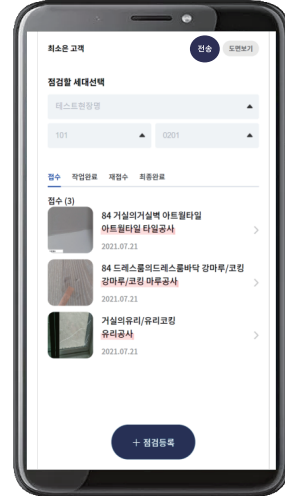 최소은 고객
전송
도면보기
점검할 세대선택
테스트현장명
101
0201
접수
작업완료
재접수
최종완료
접수 (3)
84 거실의거실벽 아트월타일
아트월타일 타일공사
2021.07.21
84 드레스룸의드레스룸바닥 강마루/코킹
강마루/코킹 마루공사
2021.07.21
거실의유리/유리코킹
유리공사
2021.07.21
+ 점검등록